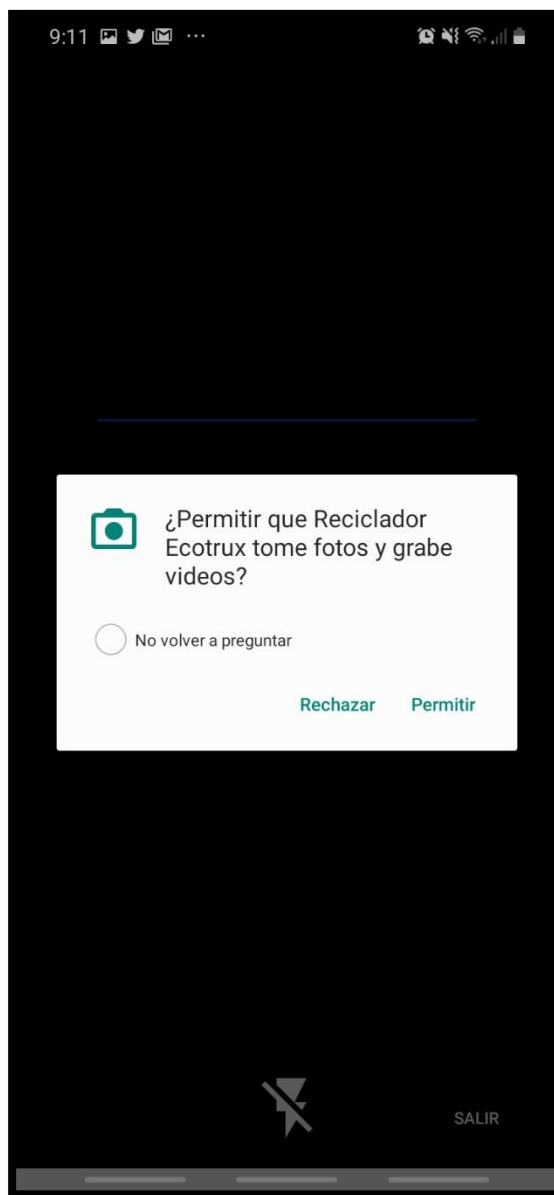 9:11
¿Permitir que Reciclador
Ecotrux tome fotos y grabe
videos?
No volver a preguntar
Rechazar Permitir
SALIR